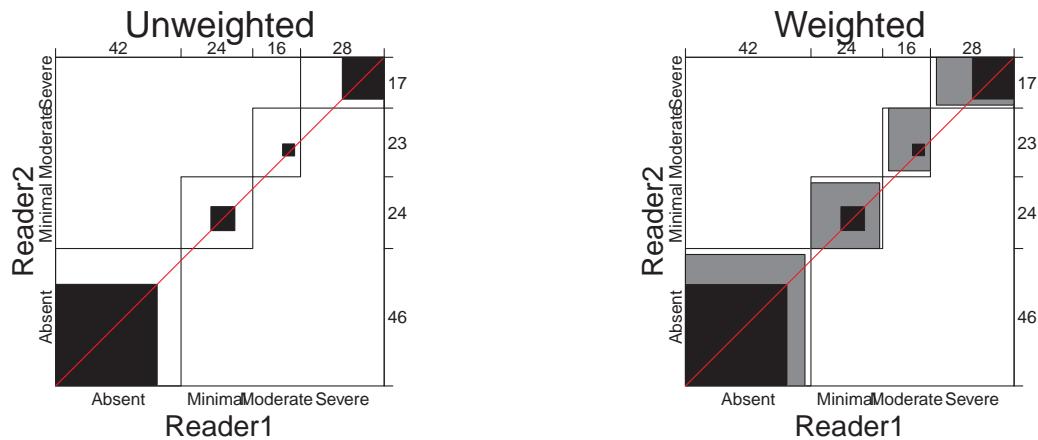 Unweighted
42 24 16 28
Severe 17
Moderate 23
Minimal 24
Absent 46
Reader2
Absent Minimal Moderate Severe
Reader1
Weighted
42 24 16 28
Severe 17
Moderate 23
Minimal 24
Absent 46
Reader2
Absent Minimal Moderate Severe
Reader1